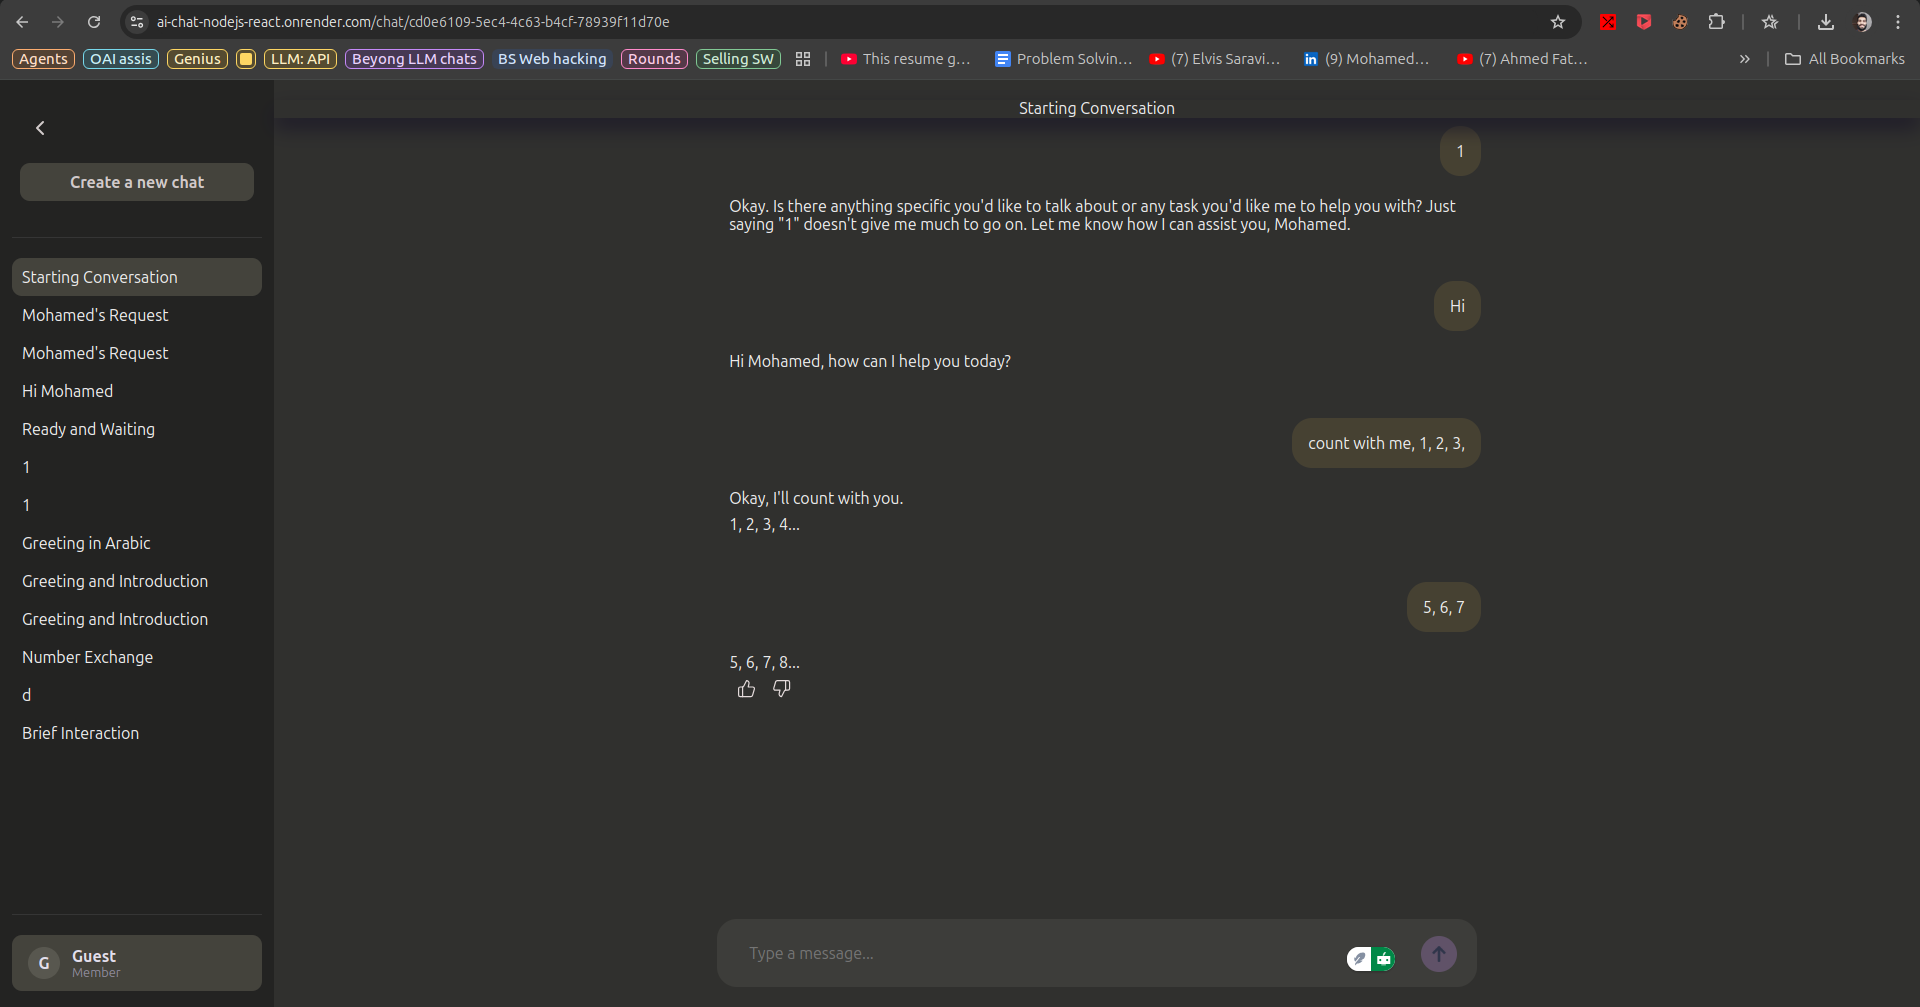 ai-chat-nodejs-react.onrender.com/chat/cd0e6109-5ec4-4c63-b4cf-78939f11d70e
Agents OAI assis Genius LLM: API Beyong LLM chats BS Web hacking Rounds Selling SW This resume g... Problem Solvin... (7) Elvis Saravi... (9) Mohamed... (7) Ahmed Fat... All Bookmarks
Create a new chat
Starting Conversation
Mohamed's Request
Mohamed's Request
Hi Mohamed
Ready and Waiting
1
1
Greeting in Arabic
Greeting and Introduction
Greeting and Introduction
Number Exchange
d
Brief Interaction
G
Guest
Member
Starting Conversation
1
Okay. Is there anything specific you'd like to talk about or any task you'd like me to help you with? Just
saying "1" doesn't give me much to go on. Let me know how I can assist you, Mohamed.
Hi
Hi Mohamed, how can I help you today?
count with me, 1, 2, 3,
Okay, I'll count with you.
1, 2, 3, 4...
5, 6, 7
5, 6, 7, 8...
Type a message...